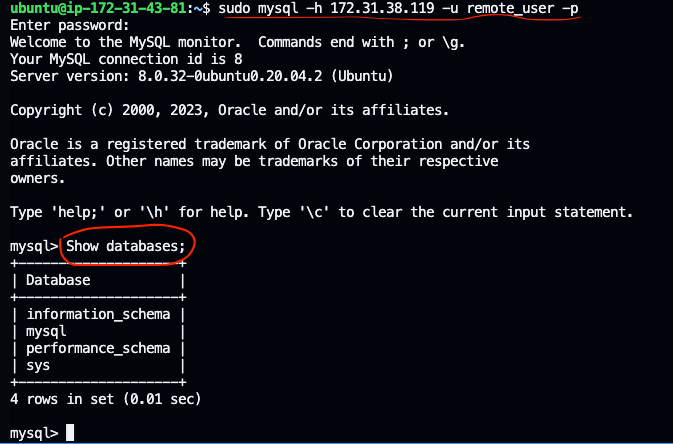 ubuntu@ip-172-31-43-81:~$ sudo mysql -h 172.31.38.119 -u remote_user -p
Enter password:
Welcome to the MySQL monitor.  Commands end with ; or \g.
Your MySQL connection id is 8
Server version: 8.0.32-0ubuntu0.20.04.2 (Ubuntu)

Copyright (c) 2000, 2023, Oracle and/or its affiliates.

Oracle is a registered trademark of Oracle Corporation and/or its
affiliates. Other names may be trademarks of their respective
owners.

Type 'help;' or '\h' for help. Type '\c' to clear the current input statement.

mysql> Show databases;
+--------------------+
| Database           |
+--------------------+
| information_schema |
| mysql              |
| performance_schema |
| sys                |
+--------------------+
4 rows in set (0.01 sec)

mysql>